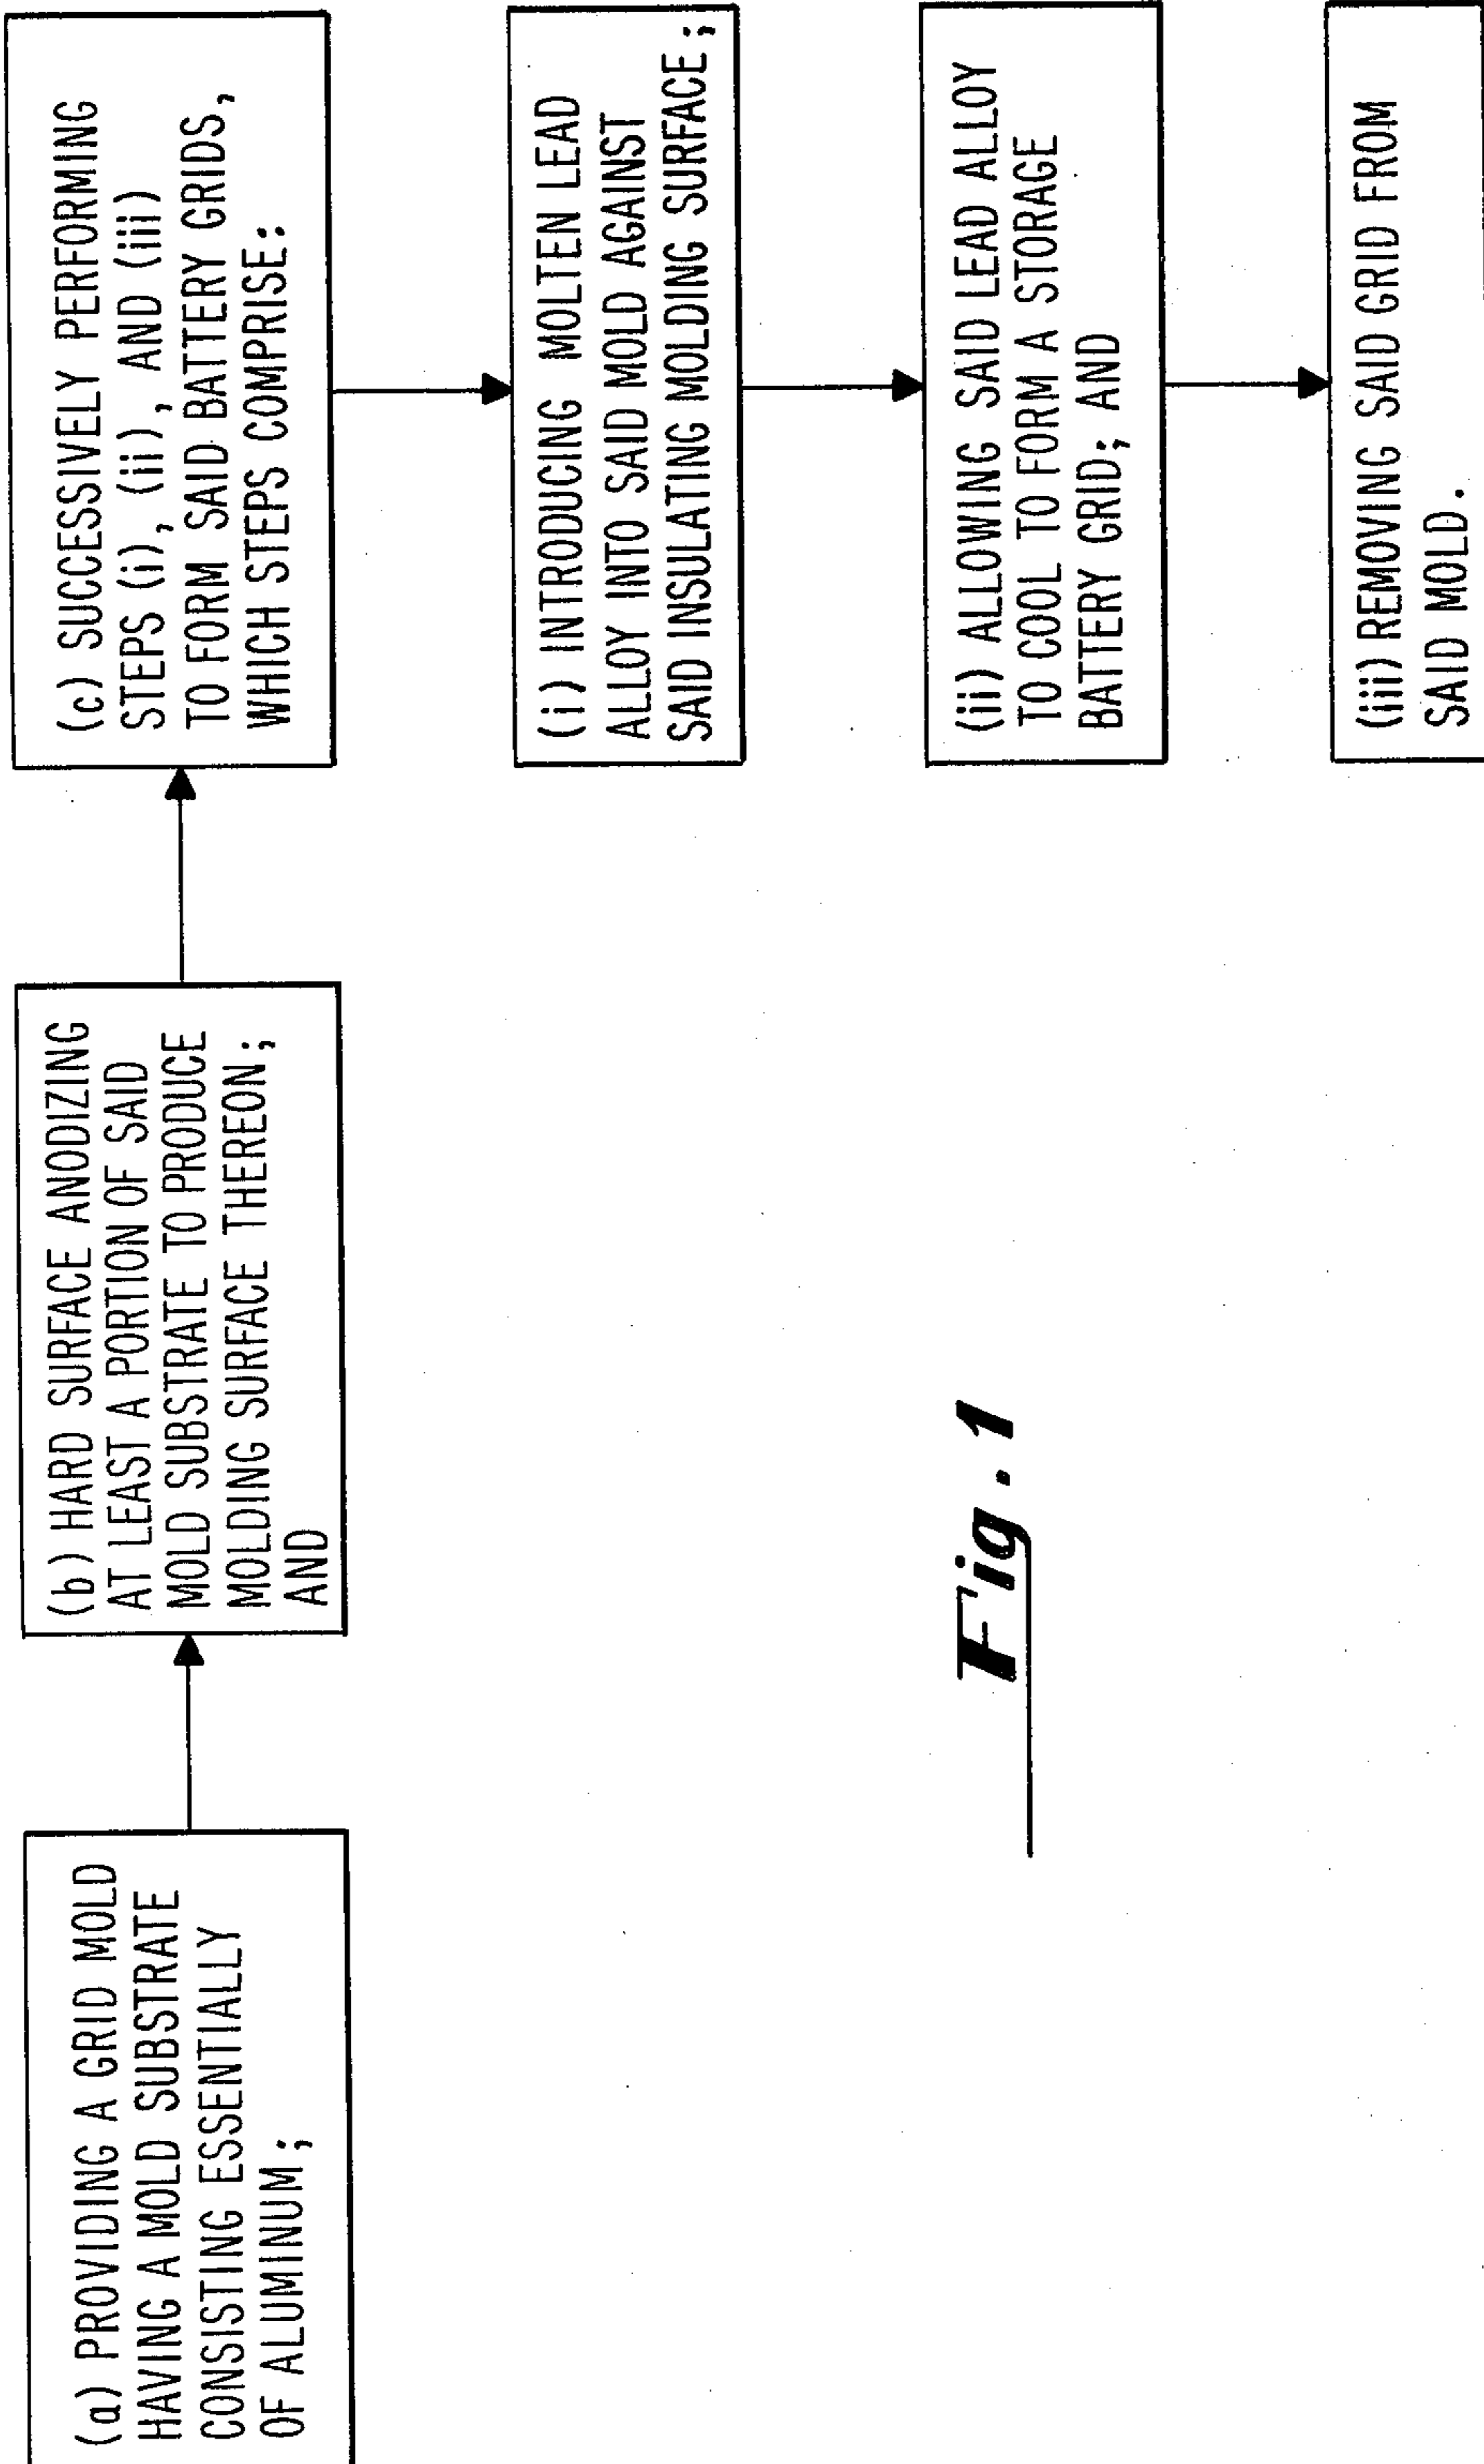 (a) PROVIDING A GRID MOLD
HAVING A MOLD SUBSTRATE
CONSISTING ESSENTIALLY
OF ALUMINUM;
(b) HARD SURFACE ANODIZING
AT LEAST A PORTION OF SAID
MOLD SUBSTRATE TO PRODUCE
MOLDING SURFACE THEREON;
AND
(c) SUCCESSIVELY PERFORMING
STEPS (i), (ii), AND (iii)
TO FORM SAID BATTERY GRIDS,
WHICH STEPS COMPRISE:
(i) INTRODUCING MOLTEN LEAD
ALLOY INTO SAID MOLD AGAINST
SAID INSULATING MOLDING SURFACE;
(ii) ALLOWING SAID LEAD ALLOY
TO COOL TO FORM A STORAGE
BATTERY GRID; AND
(iii) REMOVING SAID GRID FROM
SAID MOLD.
Fig. 1